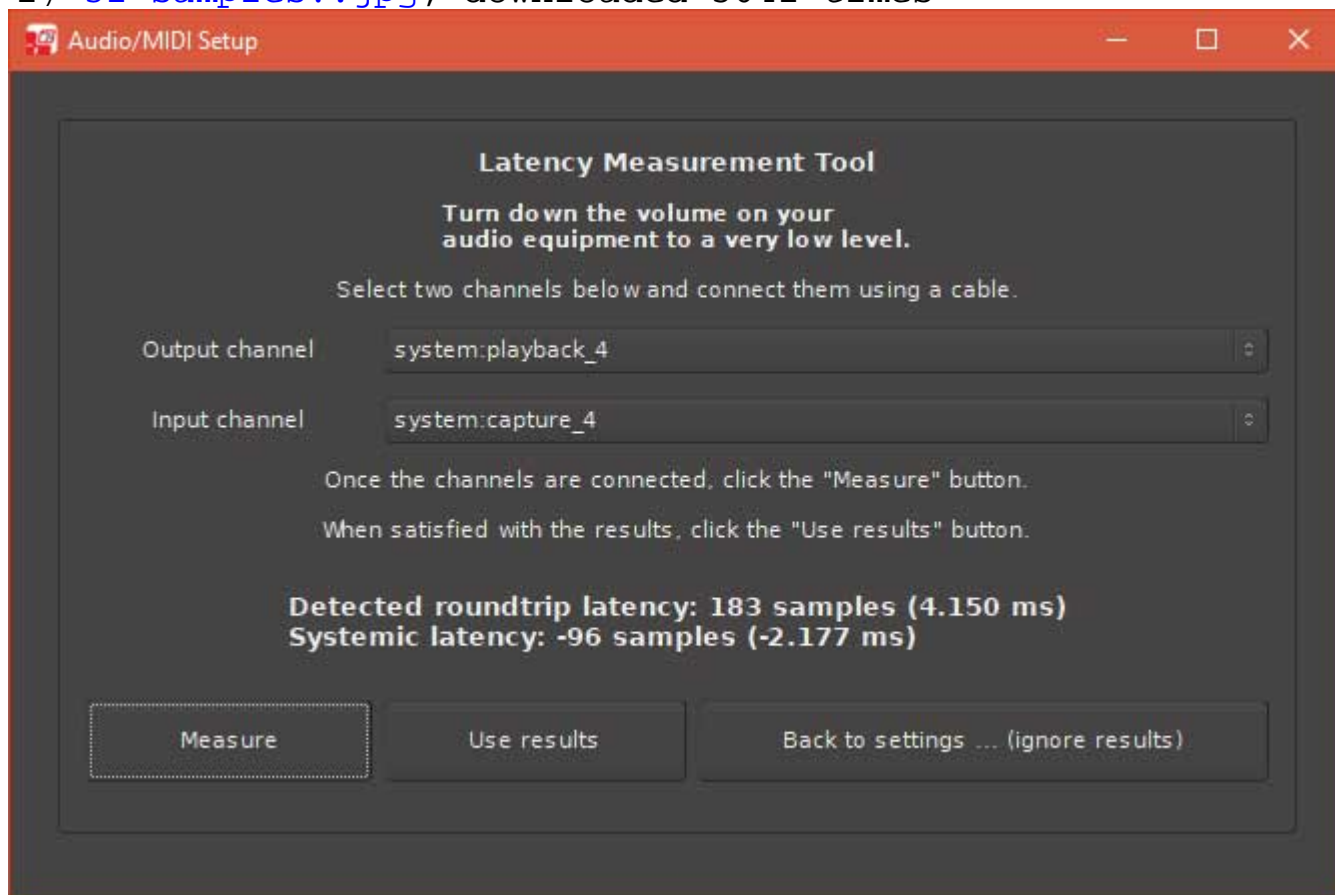 Audio/MIDI Setup
Latency Measurement Tool
Turn down the volume on your
audio equipment to a very low level.
Select two channels below and connect them using a cable.
Output channel system:playback_4
Input channel system:capture_4
Once the channels are connected, click the "Measure" button.
When satisfied with the results, click the "Use results" button.
Detected roundtrip latency: 183 samples (4.150 ms)
Systemic latency: -96 samples (-2.177 ms)
Measure Use results Back to settings ... (ignore results)